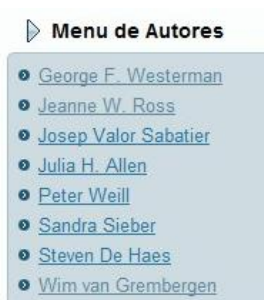 Menu de Autores
George F. Westerman
Jeanne W. Ross
Josep Valor Sabatier
Julia H. Allen
Peter Weill
Sandra Sieber
Steven De Haes
Wim van Grembergen